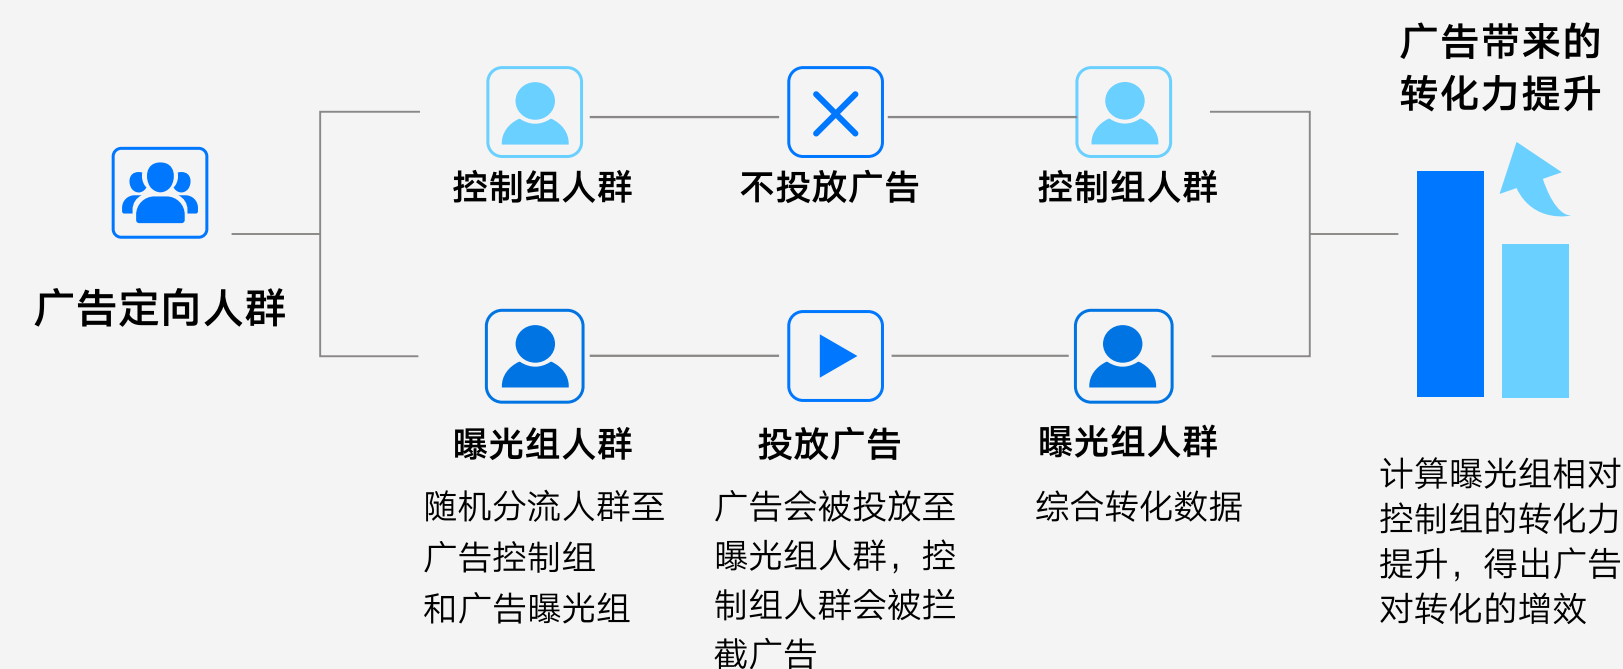 广告定向人群
控制组人群
不投放广告
控制组人群
曝光组人群
随机分流人群至
广告控制组
和广告曝光组
投放广告
广告会被投放至
曝光组人群，控
制组人群会被拦
截广告
曝光组人群
综合转化数据
广告带来的
转化力提升
计算曝光组相对
控制组的转化力
提升，得出广告
对转化的增效